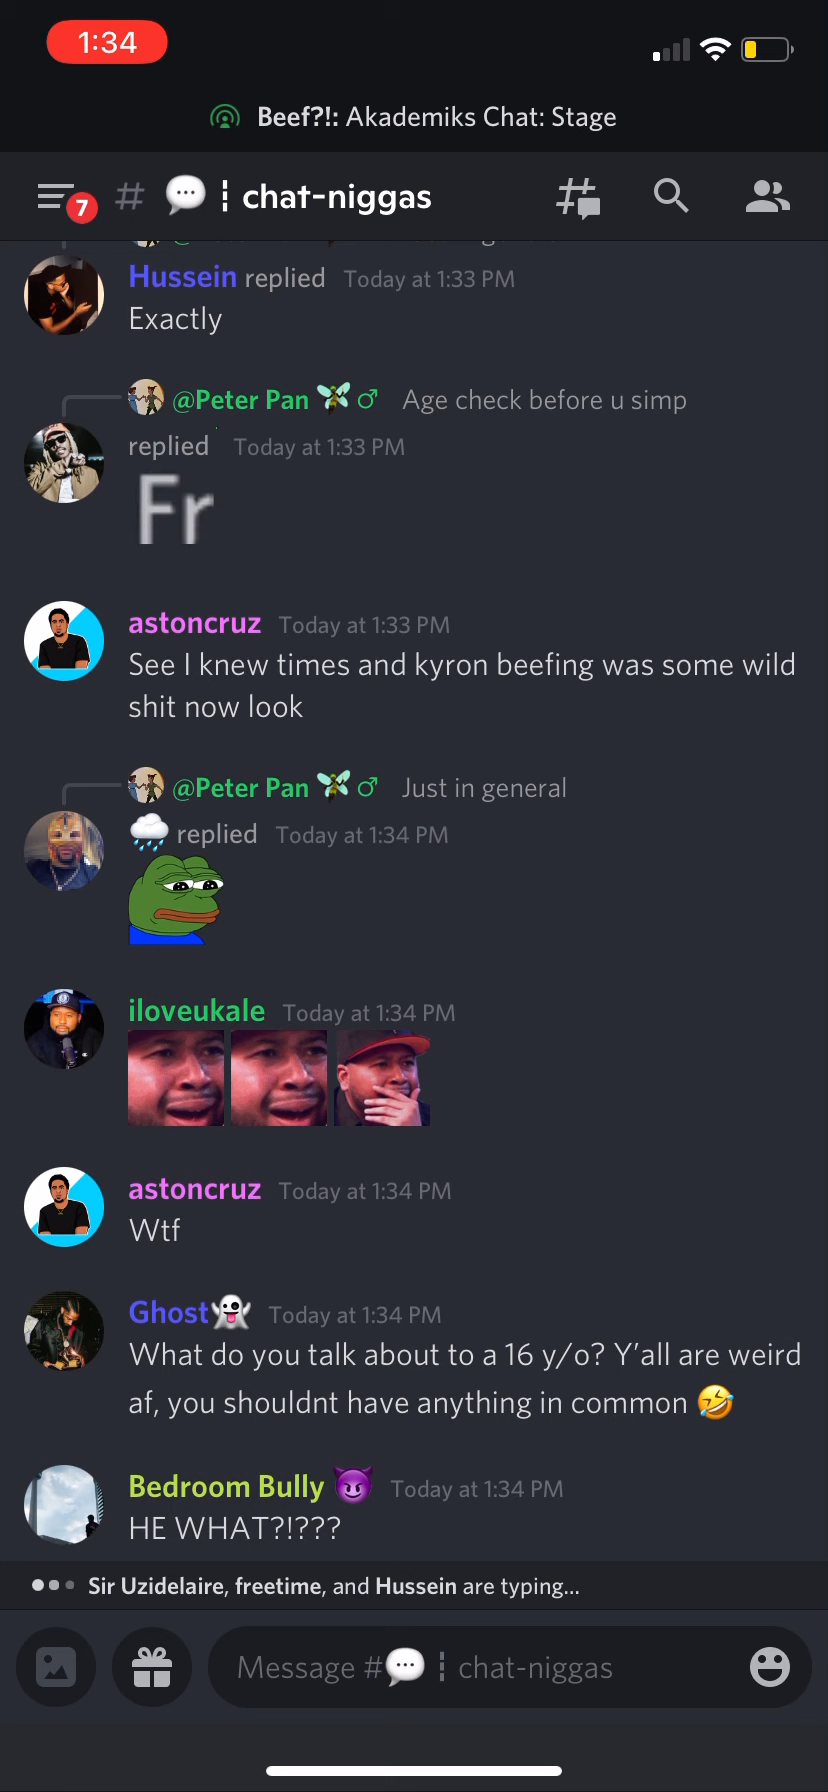 1:34
Beef?!: Akademiks Chat: Stage
7 # 💬┊chat-niggas
Hussein replied Today at 1:33 PM
Exactly
@Peter Pan ♂ Age check before u simp
replied Today at 1:33 PM
Fr
astoncruz Today at 1:33 PM
See I knew times and kyron beefing was some wild
shit now look
@Peter Pan ♂ Just in general
🌧 replied Today at 1:34 PM
iloveukale Today at 1:34 PM
astoncruz Today at 1:34 PM
Wtf
Ghost👻 Today at 1:34 PM
What do you talk about to a 16 y/o? Y’all are weird
af, you shouldnt have anything in common 🤣
Bedroom Bully 😈 Today at 1:34 PM
HE WHAT?!???
Sir Uzidelaire, freetime, and Hussein are typing...
Message #💬┊chat-niggas